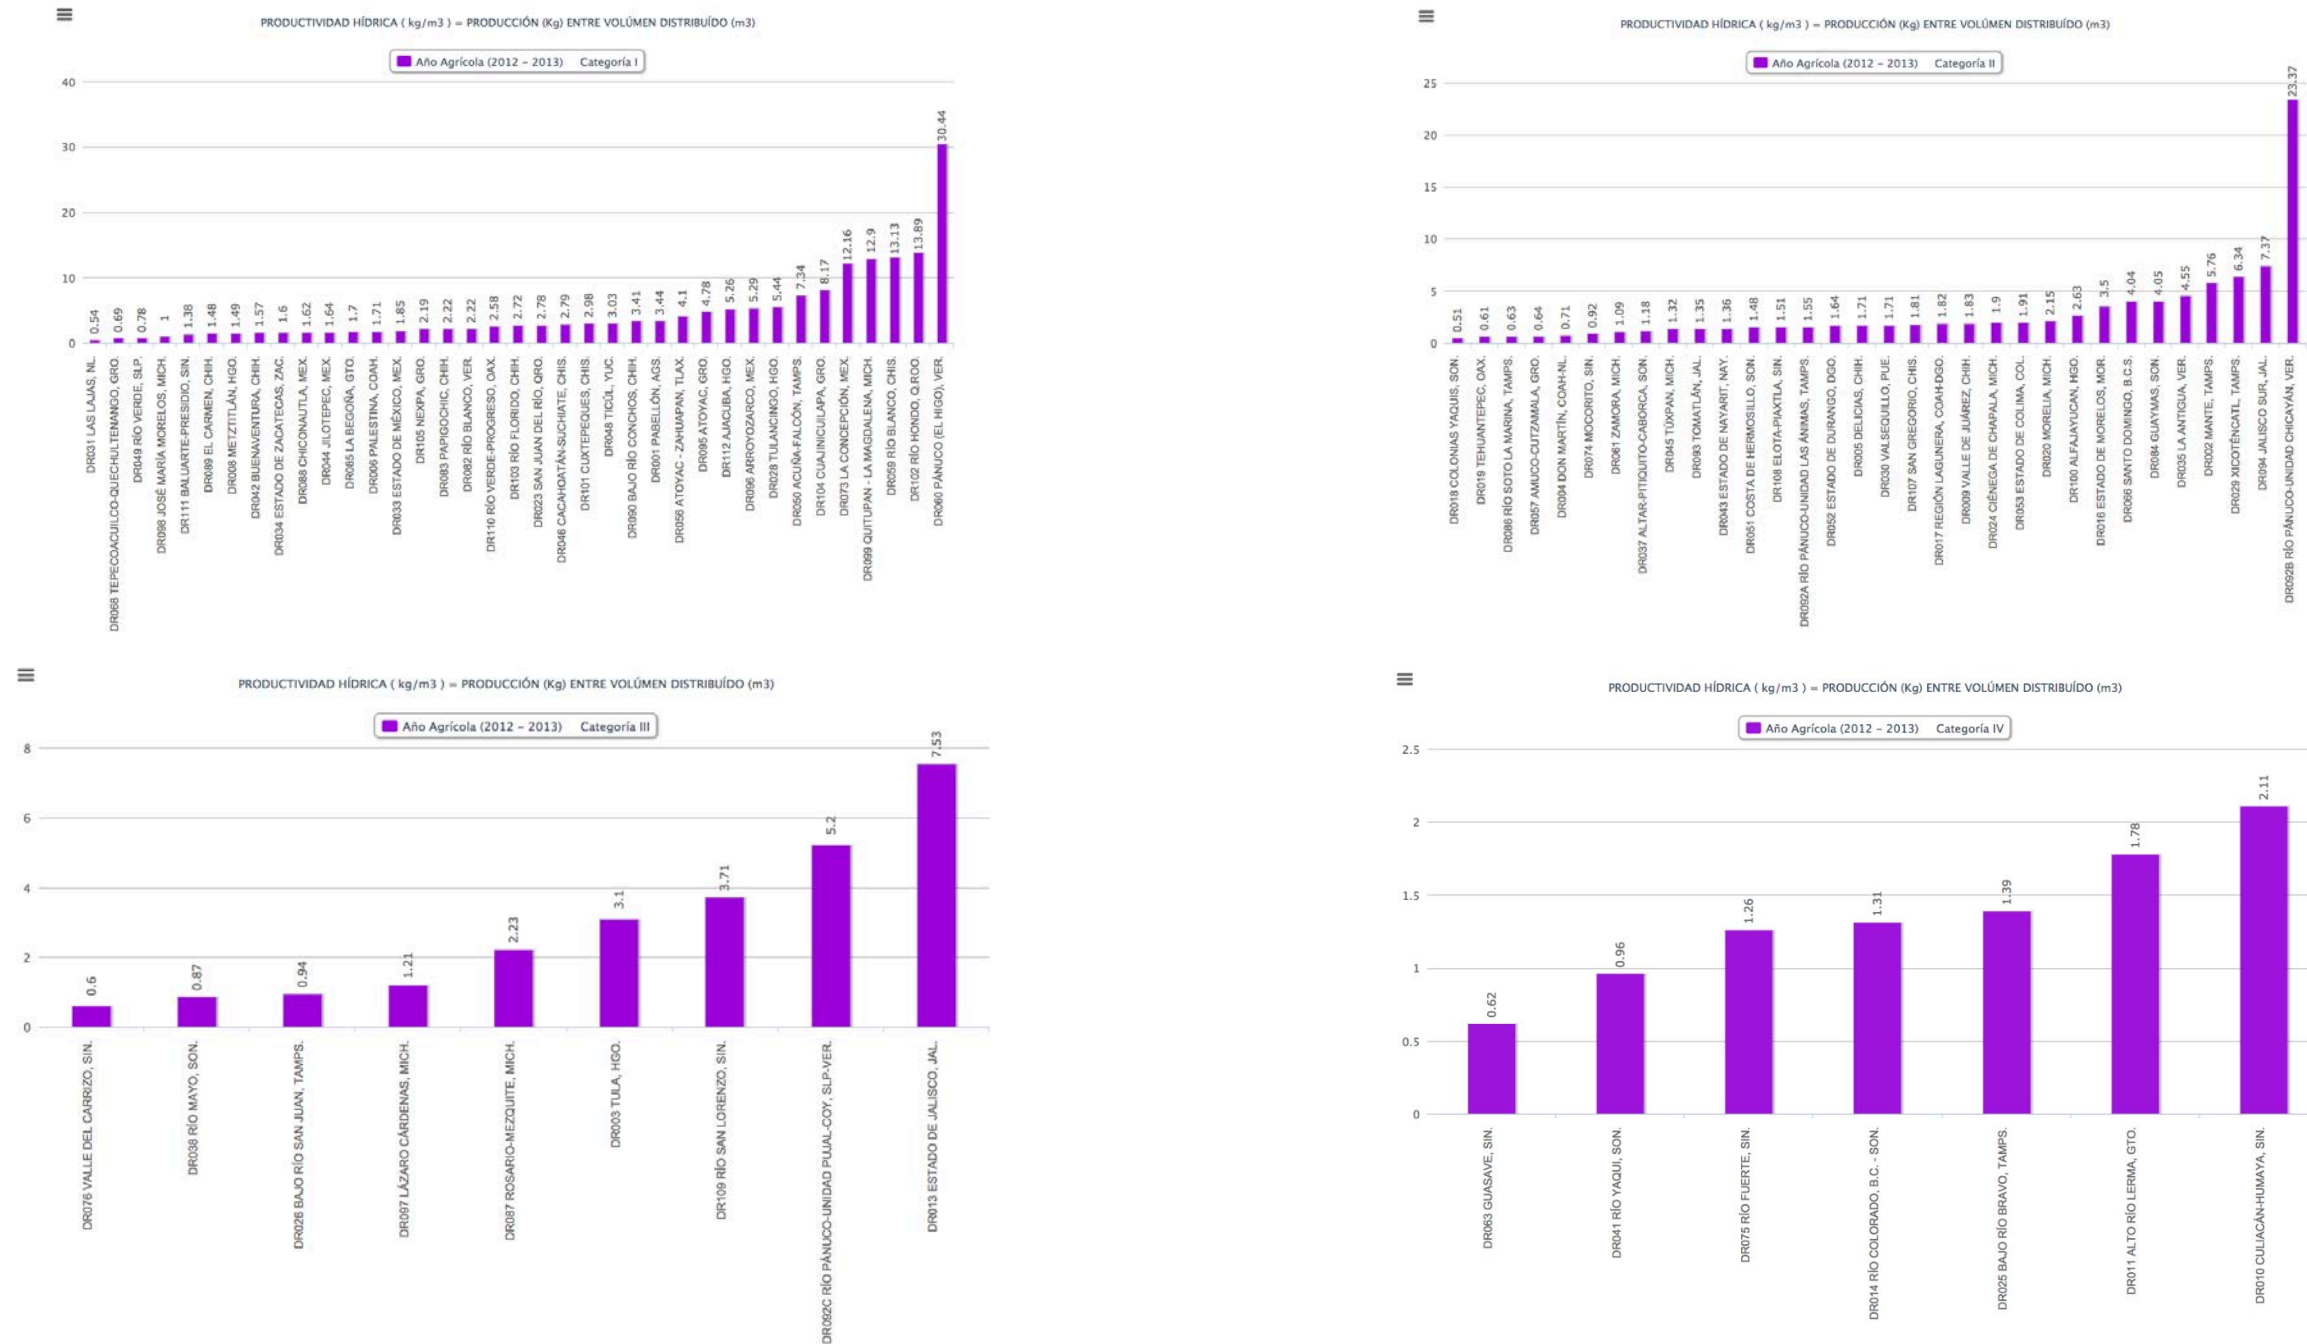 PRODUCTIVIDAD HÍDRICA ( kg/m3 ) = PRODUCCIÓN (Kg) ENTRE VOLÚMEN DISTRIBUÍDO (m3)
Año Agrícola (2012 – 2013) Categoría I
40
30
20
10
0
0.54
0.69
0.78
1
1.38
1.48
1.49
1.57
1.6
1.62
1.64
1.7
1.71
1.85
2.19
2.22
2.22
2.58
2.72
2.78
2.79
2.98
3.03
3.41
3.44
4.1
4.78
5.26
5.29
5.44
7.34
8.17
12.16
12.9
13.13
13.89
30.44
DR031 LAS LAJAS, NL.
DR068 TEPECOACUILCO-QUECHULTENANGO, GRO.
DR049 RÍO VERDE, SLP.
DR098 JOSÉ MARÍA MORELOS, MICH.
DR111 BALUARTE-PRESIDIO, SIN.
DR089 EL CARMEN, CHIH.
DR008 METZTITLÁN, HGO.
DR042 BUENAVENTURA, CHIH.
DR034 ESTADO DE ZACATECAS, ZAC.
DR088 CHICONAUTLA, MEX.
DR044 JILOTEPEC, MEX.
DR085 LA BEGOÑA, GTO.
DR006 PALESTINA, COAH.
DR033 ESTADO DE MÉXICO, MEX.
DR105 NEXPA, GRO.
DR083 PAPIGOCHIC, CHIH.
DR082 RÍO BLANCO, VER.
DR110 RÍO VERDE-PROGRESO, OAX.
DR103 RÍO FLORIDO, CHIH.
DR023 SAN JUAN DEL RÍO, QRO.
DR046 CACAHOATÁN-SUCHIATE, CHIS.
DR101 CUXTEPEQUES, CHIS.
DR048 TICÚL, YUC.
DR090 BAJO RÍO CONCHOS, CHIH.
DR001 PABELLÓN, AGS.
DR056 ATOYAC - ZAHUAPAN, TLAX.
DR095 ATOYAC, GRO.
DR112 AJACUBA, HGO.
DR096 ARROYOZARCO, MEX.
DR028 TULANCINGO, HGO.
DR050 ACUÑA-FALCÓN, TAMPS.
DR104 CUAJINICUILAPA, GRO.
DR073 LA CONCEPCIÓN, MEX.
DR099 QUITUPAN - LA MAGDALENA, MICH.
DR059 RÍO BLANCO, CHIS.
DR102 RÍO HONDO, Q.ROO.
DR060 PÁNUCO (EL HIGO), VER.
PRODUCTIVIDAD HÍDRICA ( kg/m3 ) = PRODUCCIÓN (Kg) ENTRE VOLÚMEN DISTRIBUÍDO (m3)
Año Agrícola (2012 – 2013) Categoría II
25
20
15
10
5
0
0.51
0.61
0.63
0.64
0.71
0.92
1.09
1.18
1.32
1.35
1.36
1.48
1.51
1.55
1.64
1.71
1.71
1.81
1.82
1.83
1.9
1.91
2.15
2.63
3.5
4.04
4.05
4.55
5.76
6.34
7.37
23.37
DR018 COLONIAS YAQUIS, SON.
DR019 TEHUANTEPEC, OAX.
DR086 RÍO SOTO LA MARINA, TAMPS.
DR057 AMUCO-CUTZAMALA, GRO.
DR004 DON MARTÍN, COAH-NL.
DR074 MOCORITO, SIN.
DR061 ZAMORA, MICH.
DR037 ALTAR-PITIQUITO-CABORCA, SON.
DR045 TÚXPAN, MICH.
DR093 TOMATLÁN, JAL.
DR043 ESTADO DE NAYARIT, NAY.
DR051 COSTA DE HERMOSILLO, SON.
DR108 ELOTA-PIAXTLA, SIN.
DR092A RÍO PÁNUCO-UNIDAD LAS ÁNIMAS, TAMPS.
DR052 ESTADO DE DURANGO, DGO.
DR005 DELICIAS, CHIH.
DR030 VALSEQUILLO, PUE.
DR107 SAN GREGORIO, CHIS.
DR017 REGIÓN LAGUNERA, COAH-DGO.
DR009 VALLE DE JUÁREZ, CHIH.
DR024 CIÉNEGA DE CHAPALA, MICH.
DR053 ESTADO DE COLIMA, COL.
DR020 MORELIA, MICH.
DR100 ALFAJAYUCAN, HGO.
DR016 ESTADO DE MORELOS, MOR.
DR066 SANTO DOMINGO, B.C.S.
DR084 GUAYMAS, SON.
DR035 LA ANTIGUA, VER.
DR002 MANTE, TAMPS.
DR029 XICOTÉNCATL, TAMPS.
DR094 JALISCO SUR, JAL.
DR092B RÍO PÁNUCO-UNIDAD CHICAYÁN, VER.
PRODUCTIVIDAD HÍDRICA ( kg/m3 ) = PRODUCCIÓN (Kg) ENTRE VOLÚMEN DISTRIBUÍDO (m3)
Año Agrícola (2012 – 2013) Categoría III
8
6
4
2
0
0.6
0.87
0.94
1.21
2.23
3.1
3.71
5.2
7.53
DR076 VALLE DEL CARRIZO, SIN.
DR038 RÍO MAYO, SON.
DR026 BAJO RÍO SAN JUAN, TAMPS.
DR097 LÁZARO CÁRDENAS, MICH.
DR087 ROSARIO-MEZQUITE, MICH.
DR003 TULA, HGO.
DR109 RÍO SAN LORENZO, SIN.
DR092C RÍO PÁNUCO-UNIDAD PUJAL-COY, SLP-VER.
DR013 ESTADO DE JALISCO, JAL.
PRODUCTIVIDAD HÍDRICA ( kg/m3 ) = PRODUCCIÓN (Kg) ENTRE VOLÚMEN DISTRIBUÍDO (m3)
Año Agrícola (2012 – 2013) Categoría IV
2.5
2
1.5
1
0.5
0
0.62
0.96
1.26
1.31
1.39
1.78
2.11
DR063 GUASAVE, SIN.
DR041 RÍO YAQUI, SON.
DR075 RÍO FUERTE, SIN.
DR014 RÍO COLORADO, B.C. - SON.
DR025 BAJO RÍO BRAVO, TAMPS.
DR011 ALTO RÍO LERMA, GTO.
DR010 CULIACÁN-HUMAYA, SIN.